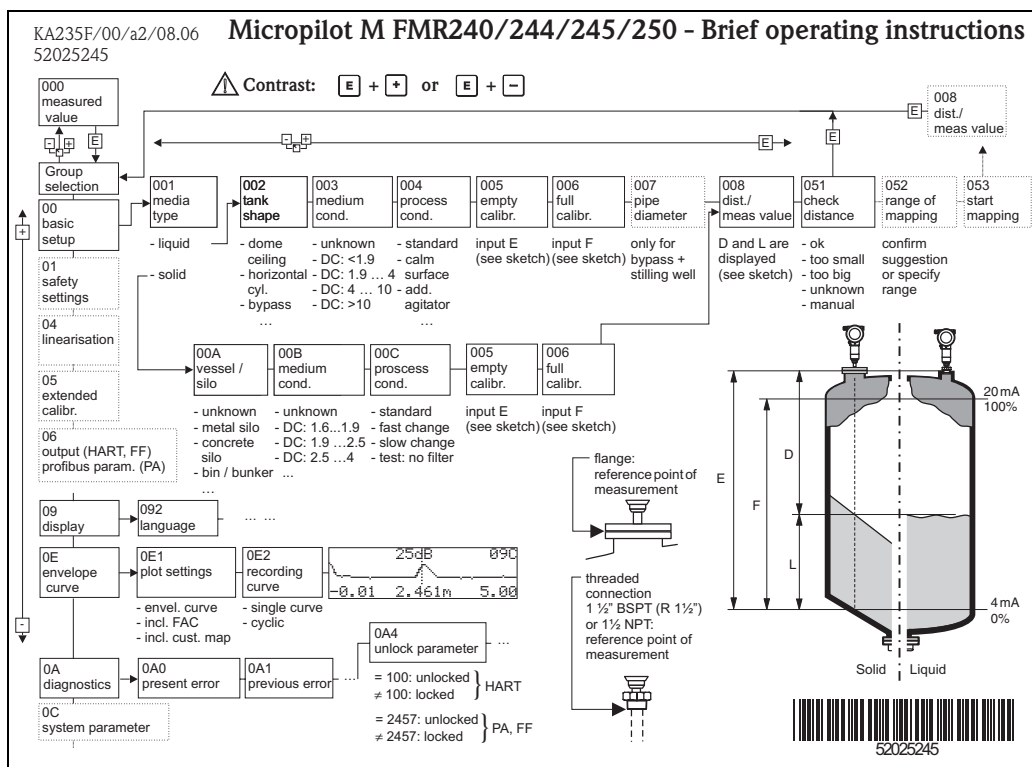 KA235F/00/a2/08.06
52025245
Micropilot M FMR240/244/245/250 - Brief operating instructions
Contrast: E + + or E + −
000
measured
value
- +
E
Group
selection
- +
E
E
E
008
dist./
meas value
00
basic
setup
001
media
type
- liquid
- solid
002
tank
shape
- dome
ceiling
- horizontal
cyl.
- bypass
...
003
medium
cond.
- unknown
- DC: <1.9
- DC: 1.9 ... 4
- DC: 4 ... 10
- DC: >10
004
process
cond.
- standard
- calm
surface
- add.
agitator
...
005
empty
calibr.
input E
(see sketch)
006
full
calibr.
input F
(see sketch)
007
pipe
diameter
only for
bypass +
stilling well
008
dist./
meas value
D and L are
displayed
(see sketch)
051
check
distance
- ok
- too small
- too big
- unknown
- manual
052
range of
mapping
confirm
suggestion
or specify
range
053
start
mapping
+
-
01
safety
settings
04
linearisation
05
extended
calibr.
06
output (HART, FF)
profibus param. (PA)
00A
vessel /
silo
- unknown
- metal silo
- concrete
silo
- bin / bunker
...
00B
medium
cond.
- unknown
- DC: 1.6...1.9
- DC: 1.9 ...2.5
- DC: 2.5 ...4
...
00C
proscess
cond.
- standard
- fast change
- slow change
- test: no filter
005
empty
calibr.
input E
(see sketch)
006
full
calibr.
input F
(see sketch)
09
display
092
language
... ...
0E
envelope
curve
0E1
plot settings
- envel. curve
- incl. FAC
- incl. cust. map
0E2
recording
curve
- single curve
- cyclic
25dB 09C
-0.01 2.461m 5.00
0A
diagnostics
0A0
present error
0A1
previous error
...
0A4
unlock parameter
...
= 100: unlocked
≠ 100: locked
HART
= 2457: unlocked
≠ 2457: locked
PA, FF
0C
system parameter
flange:
reference point of
measurement
threaded
connection
1 ½” BSPT (R 1½”)
or 1½ NPT:
reference point of
measurement
20 mA
100%
D
E
F
L
4 mA
0%
Solid
Liquid
52025245